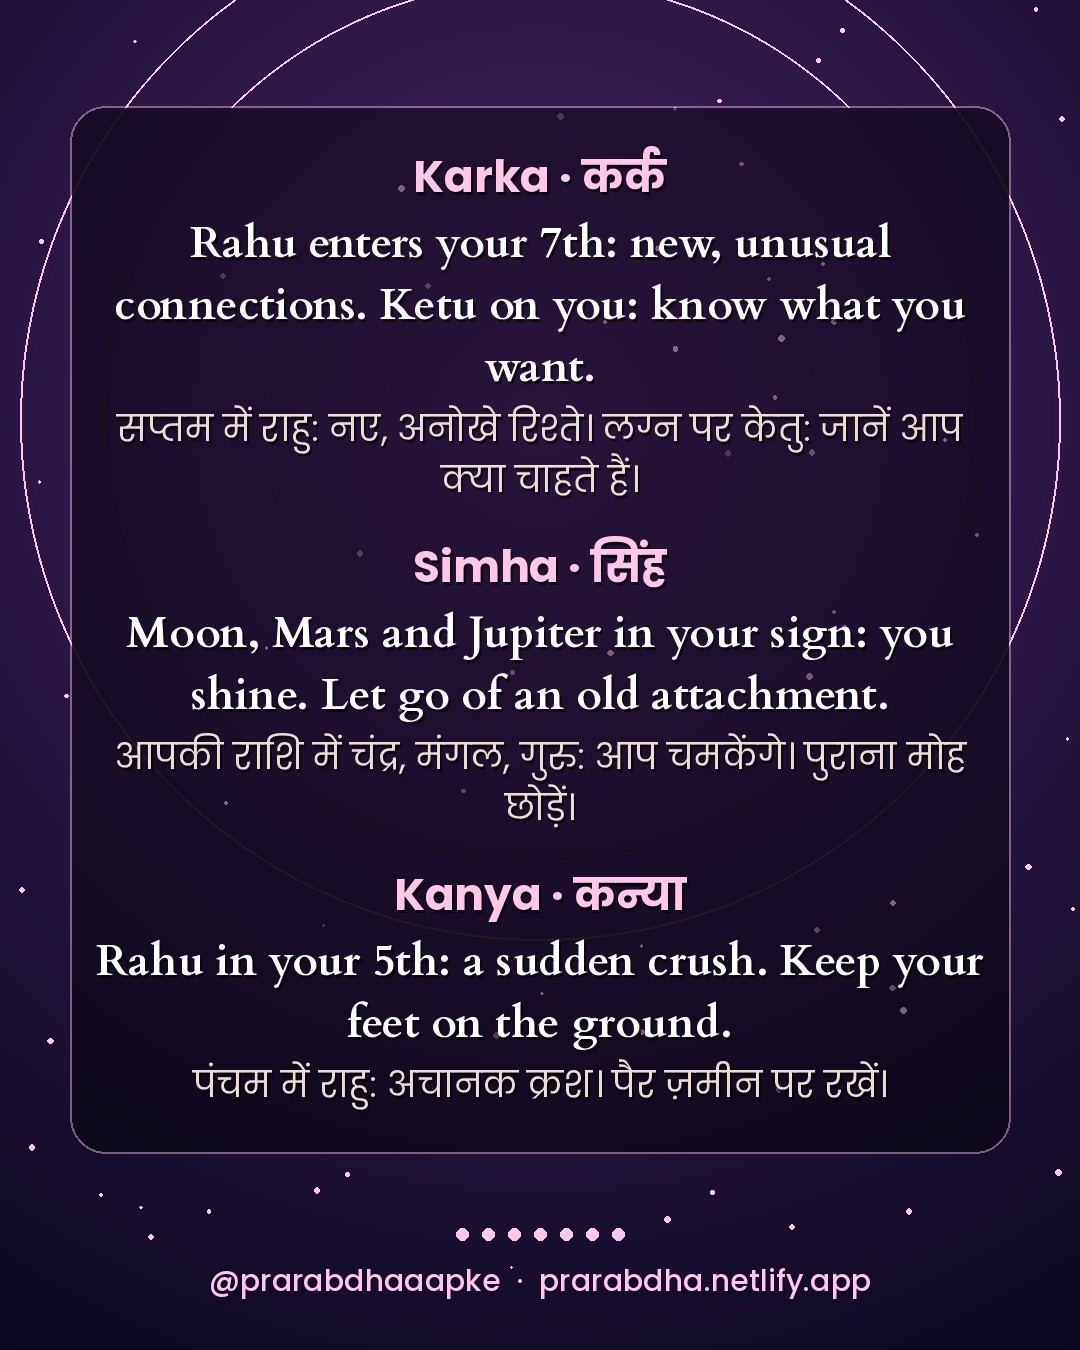 Karka · कर्क
Rahu enters your 7th: new, unusual
connections. Ketu on you: know what you
want.
सप्तम में राहु: नए, अनोखे रिश्ते। लग्न पर केतु: जानें आप
क्या चाहते हैं।
Simha · सिंह
Moon, Mars and Jupiter in your sign: you
shine. Let go of an old attachment.
आपकी राशि में चंद्र, मंगल, गुरु: आप चमकेंगे। पुराना मोह
छोड़ें।
Kanya · कन्या
Rahu in your 5th: a sudden crush. Keep your
feet on the ground.
पंचम में राहु: अचानक क्रश। पैर ज़मीन पर रखें।
@prarabdhaaapke · prarabdha.netlify.app